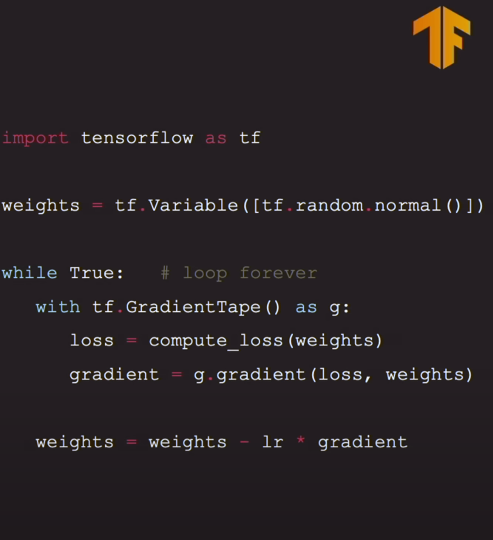 TF
import tensorflow as tf
weights = tf.Variable([tf.random.normal()])
while True:   # loop forever
   with tf.GradientTape() as g:
      loss = compute_loss(weights)
      gradient = g.gradient(loss, weights)
   weights = weights - lr * gradient